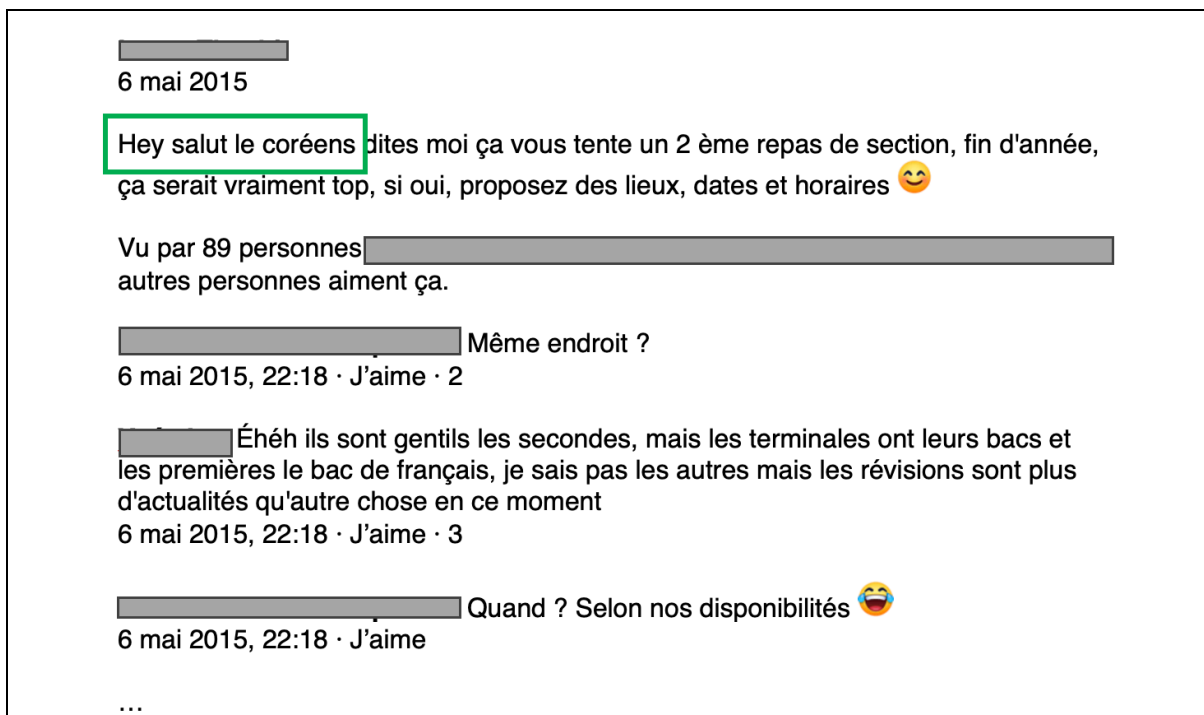 6 mai 2015
Hey salut le coréens dites moi ça vous tente un 2 ème repas de section, fin d'année,
ça serait vraiment top, si oui, proposez des lieux, dates et horaires 😊
Vu par 89 personnes
autres personnes aiment ça.
Même endroit ?
6 mai 2015, 22:18 · J’aime · 2
Éhéh ils sont gentils les secondes, mais les terminales ont leurs bacs et
les premières le bac de français, je sais pas les autres mais les révisions sont plus
d'actualités qu'autre chose en ce moment
6 mai 2015, 22:18 · J’aime · 3
Quand ? Selon nos disponibilités 😂
6 mai 2015, 22:18 · J’aime
…